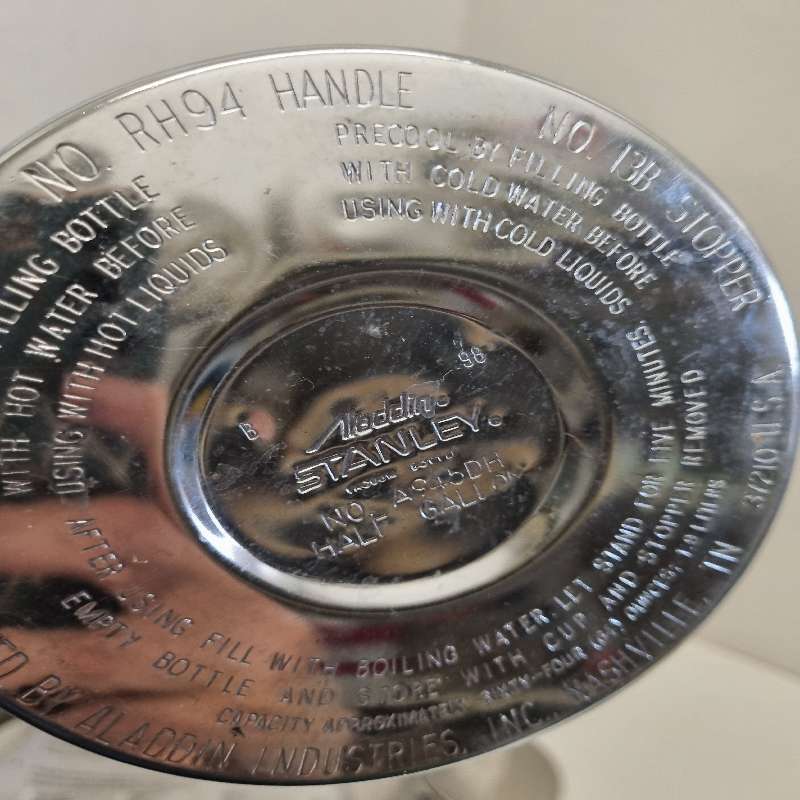 NO. RH94 HANDLE
NO. 13B STOPPER
FILLING BOTTLE
WITH HOT WATER BEFORE
USING WITH HOT LIQUIDS
PRECOOL BY FILLING BOTTLE
WITH COLD WATER BEFORE
USING WITH COLD LIQUIDS
B
98
Aladdin®
STANLEY®
NO. AC45DH
HALF GALLON
AFTER USING FILL WITH BOILING WATER. LET STAND FOR FIVE MINUTES,
EMPTY BOTTLE AND STORE WITH CUP AND STOPPER REMOVED
CAPACITY APPROXIMATELY SIXTY-FOUR (64) OUNCES; 1.9 LITERS
BY ALADDIN INDUSTRIES, INC., NASHVILLE, TN 37210 U.S.A.